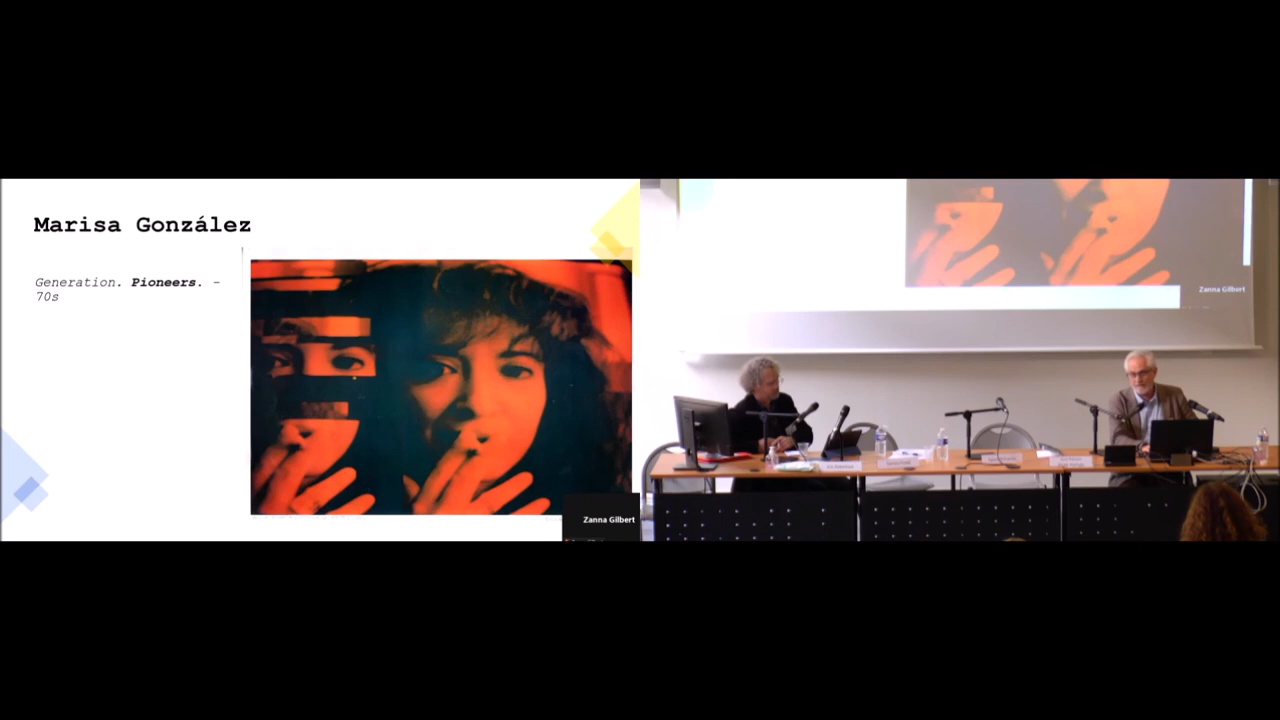 Marisa González
Generation. Pioneers. -
70s
Zanna Gilbert
Zanna Gilbert